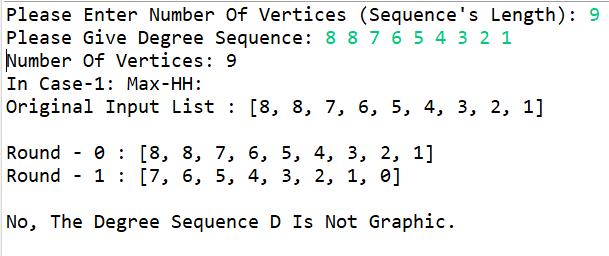 Please Enter Number Of Vertices (Sequence's Length): 9
Please Give Degree Sequence: 8 8 7 6 5 4 3 2 1
Number Of Vertices: 9
In Case-1: Max-HH:
Original Input List : [8, 8, 7, 6, 5, 4, 3, 2, 1]
Round - 0 : [8, 8, 7, 6, 5, 4, 3, 2, 1]
Round - 1 : [7, 6, 5, 4, 3, 2, 1, 0]
No, The Degree Sequence D Is Not Graphic.